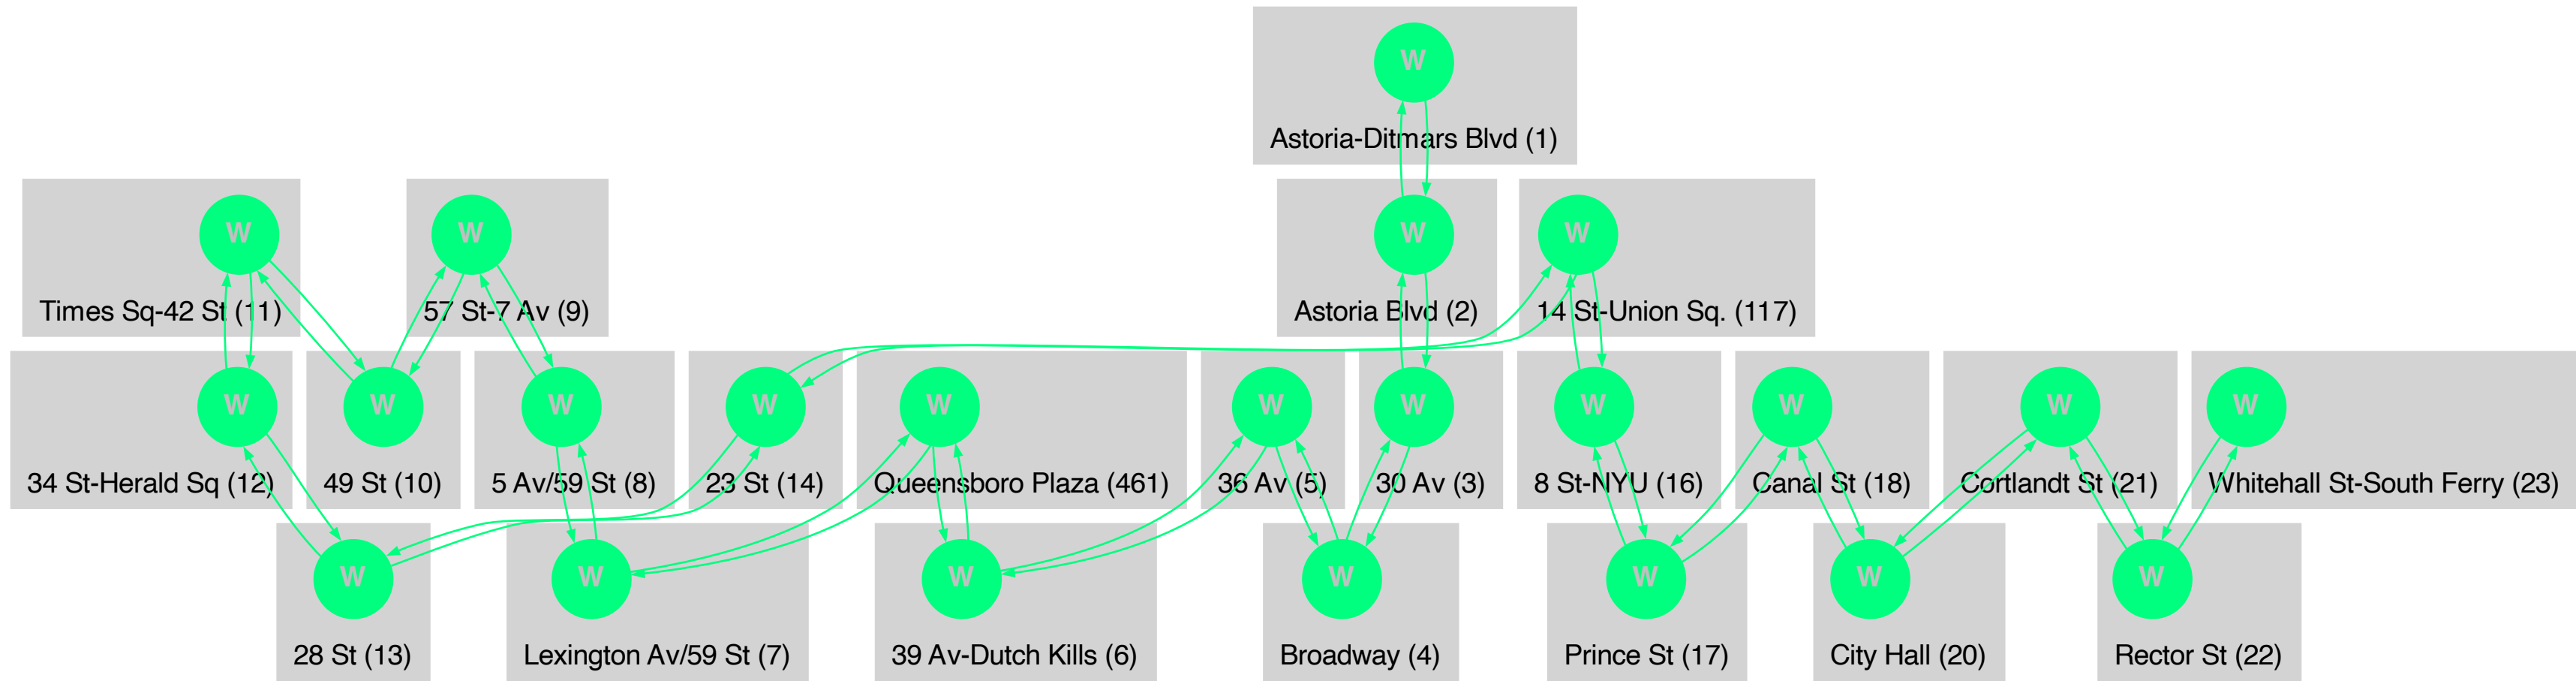 W
Astoria-Ditmars Blvd (1)
W
W
W
W
Times Sq-42 St (11)
57 St-7 Av (9)
Astoria Blvd (2)
14 St-Union Sq. (117)
W
W
W
W
W
W
W
W
W
W
W
34 St-Herald Sq (12)
49 St (10)
5 Av/59 St (8)
23 St (14)
Queensboro Plaza (461)
36 Av (5)
30 Av (3)
8 St-NYU (16)
Canal St (18)
Cortlandt St (21)
Whitehall St-South Ferry (23)
W
W
W
W
W
W
W
28 St (13)
Lexington Av/59 St (7)
39 Av-Dutch Kills (6)
Broadway (4)
Prince St (17)
City Hall (20)
Rector St (22)